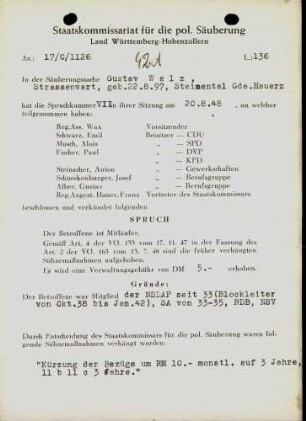 Staatskommissariat für die pol. Säuberung
Land Württemberg-Hohenzollern
Az.: 17/C/1126
L.:136
In der Säuberungssache Gustav Walz,
Strassenwart, geb.22.8.97, Steinental Gde.Hauerz
hat die Spruchkammer VII in ihrer Sitzung am 20.8.48 , an welcher
teilgenommen haben:
Reg.Ass. Wax Vorsitzender
Schwarz, Emil Beisitzer — CDU
Musch, Alois „ — SPD
Fischer, Paul „ — DVP
„ — KPD
Steinacher, Anton „ — Gewerkschaften
Schneckenburger, Josef „ — Berufsgruppe
Alber, Gustav „ — Berufsgruppe
Reg.Angest. Hauer, Franz Vertreter des Staatskommissars
beschlossen und verkündet folgenden
SPRUCH
Der Betroffene ist Mitläufer.
Gemäß Art. 4 der VO. 133 vom 17. 11. 47 in der Fassung des
Art. 2 der VO. 165 vom 13. 7. 48 sind die früher verhängten
Sühnemaßnahmen aufgehoben.
Es wird eine Verwaltungsgebühr von DM 5.- erhoben.
Gründe:
Der Betroffene war Mitglied der NSDAP seit 33(Blockleiter
von Okt.38 bis Jan.42), SA von 33-35, RDB, NSV
Durch Entscheidung des Staatskommissars für die pol. Säuberung waren folgende Sühnemaßnahmen verhängt worden:
"Kürzung der Bezüge um RM 10.- monatl. auf 3 Jahre,
11 b 11 c 3 Jahre."